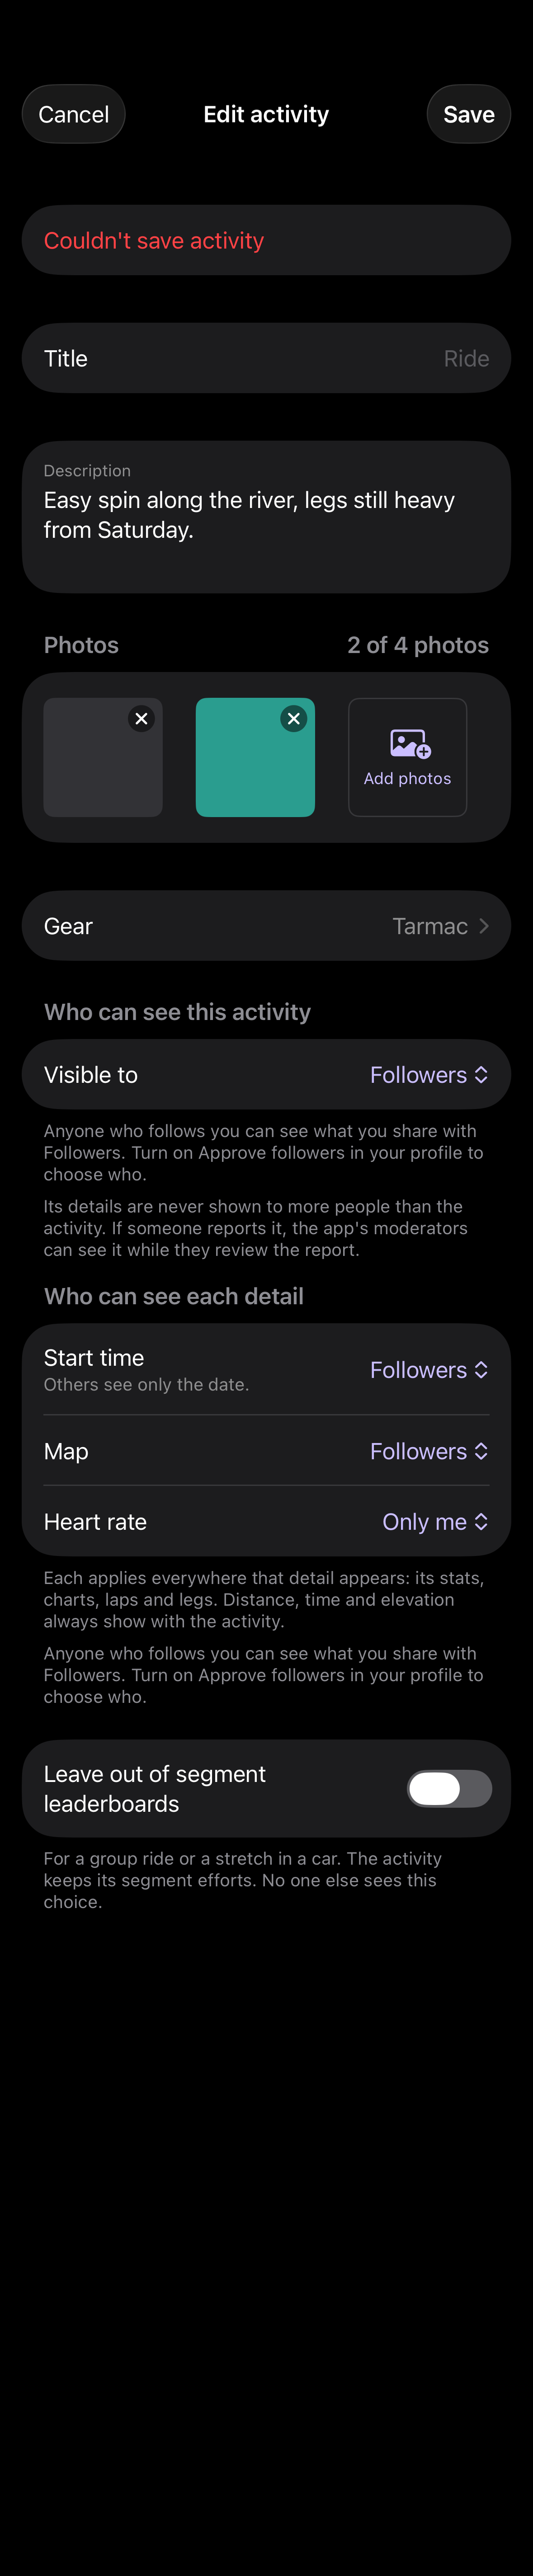 Cancel
Edit activity
Save
Couldn't save activity
Title
Ride
Description
Easy spin along the river, legs still heavy
from Saturday.
Photos
2 of 4 photos
Add photos
Gear
Tarmac
Who can see this activity
Visible to
Followers
Anyone who follows you can see what you share with
Followers. Turn on Approve followers in your profile to
choose who.
Its details are never shown to more people than the
activity. If someone reports it, the app's moderators
can see it while they review the report.
Who can see each detail
Start time
Others see only the date.
Followers
Map
Followers
Heart rate
Only me
Each applies everywhere that detail appears: its stats,
charts, laps and legs. Distance, time and elevation
always show with the activity.
Anyone who follows you can see what you share with
Followers. Turn on Approve followers in your profile to
choose who.
Leave out of segment
leaderboards
For a group ride or a stretch in a car. The activity
keeps its segment efforts. No one else sees this
choice.